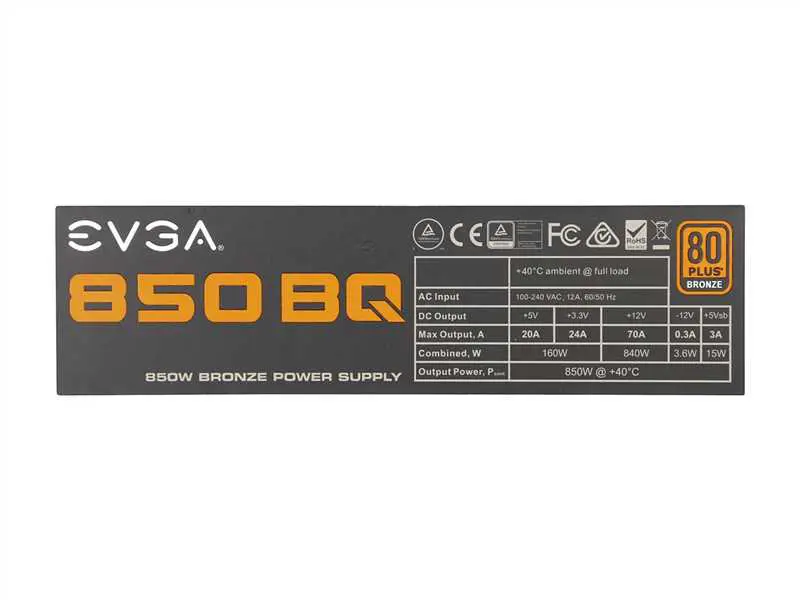 EVGA®
850 BQ
850W BRONZE POWER SUPPLY
CE FC RoHS
80
PLUS®
BRONZE
+40°C ambient @ full load
AC Input 100-240 VAC, 12A, 60/50 Hz
DC Output +5V +3.3V +12V -12V +5Vsb
Max Output, A 20A 24A 70A 0.3A 3A
Combined, W 160W 840W 3.6W 15W
Output Power, Pcont 850W @ +40°C